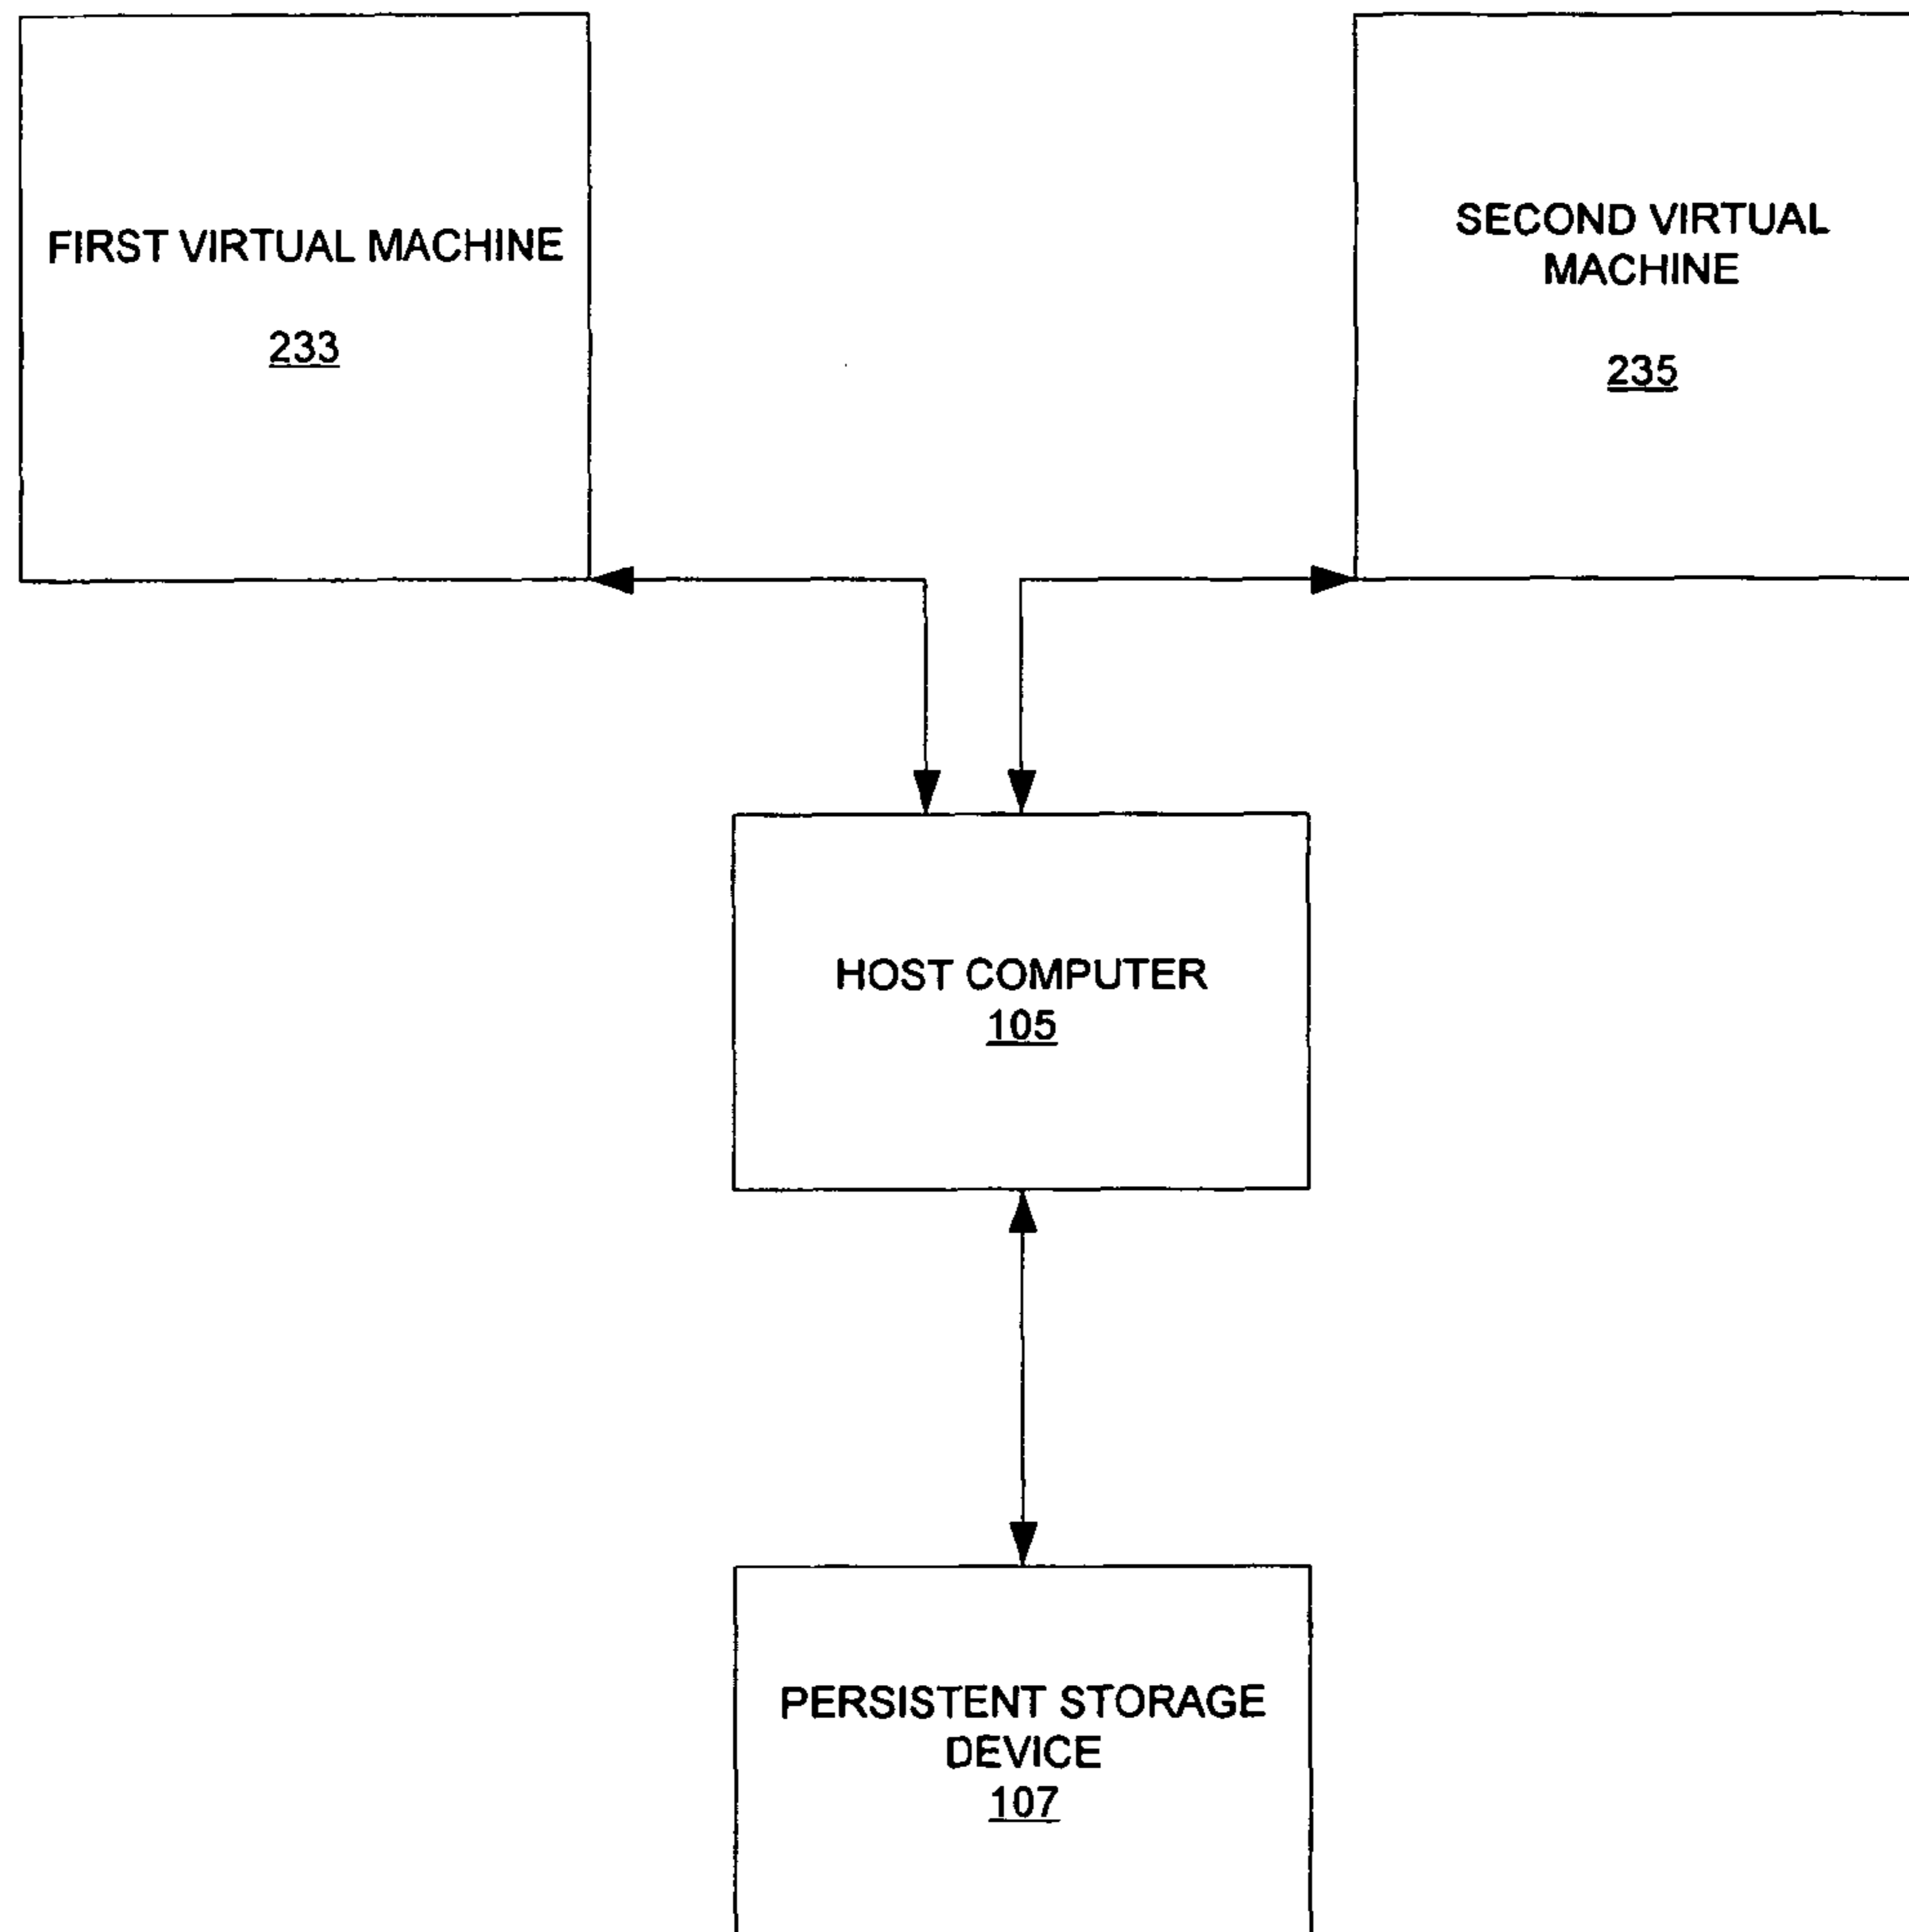 FIRST VIRTUAL MACHINE
233
SECOND VIRTUAL
MACHINE
235
HOST COMPUTER
105
PERSISTENT STORAGE
DEVICE
107